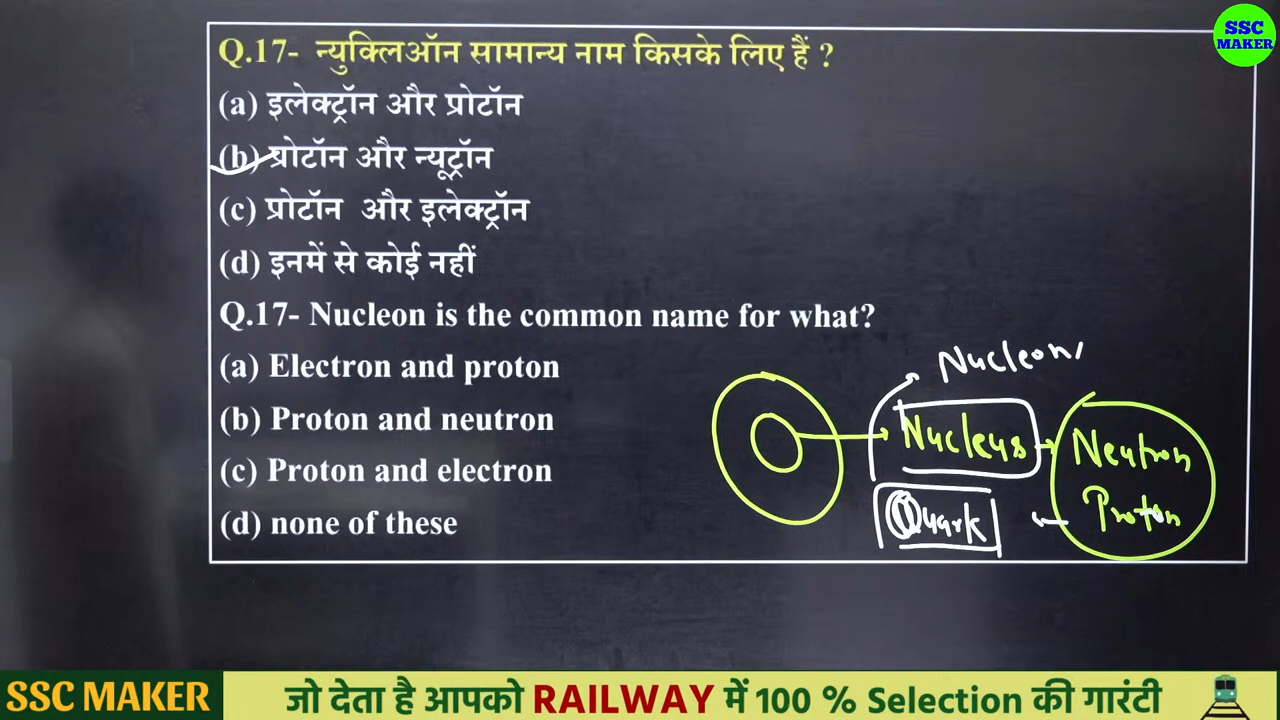 SSC
MAKER
Q.17- न्युक्लिऑन सामान्य नाम किसके लिए हैं ?
(a) इलेक्ट्रॉन और प्रोटॉन
(b) प्रोटॉन और न्यूट्रॉन
(c) प्रोटॉन और इलेक्ट्रॉन
(d) इनमें से कोई नहीं
Q.17- Nucleon is the common name for what?
(a) Electron and proton
(b) Proton and neutron
(c) Proton and electron
(d) none of these
Nucleon
Nucleus
Neutron
Proton
Quark
SSC MAKER
जो देता है आपको RAILWAY में 100 % Selection की गारंटी